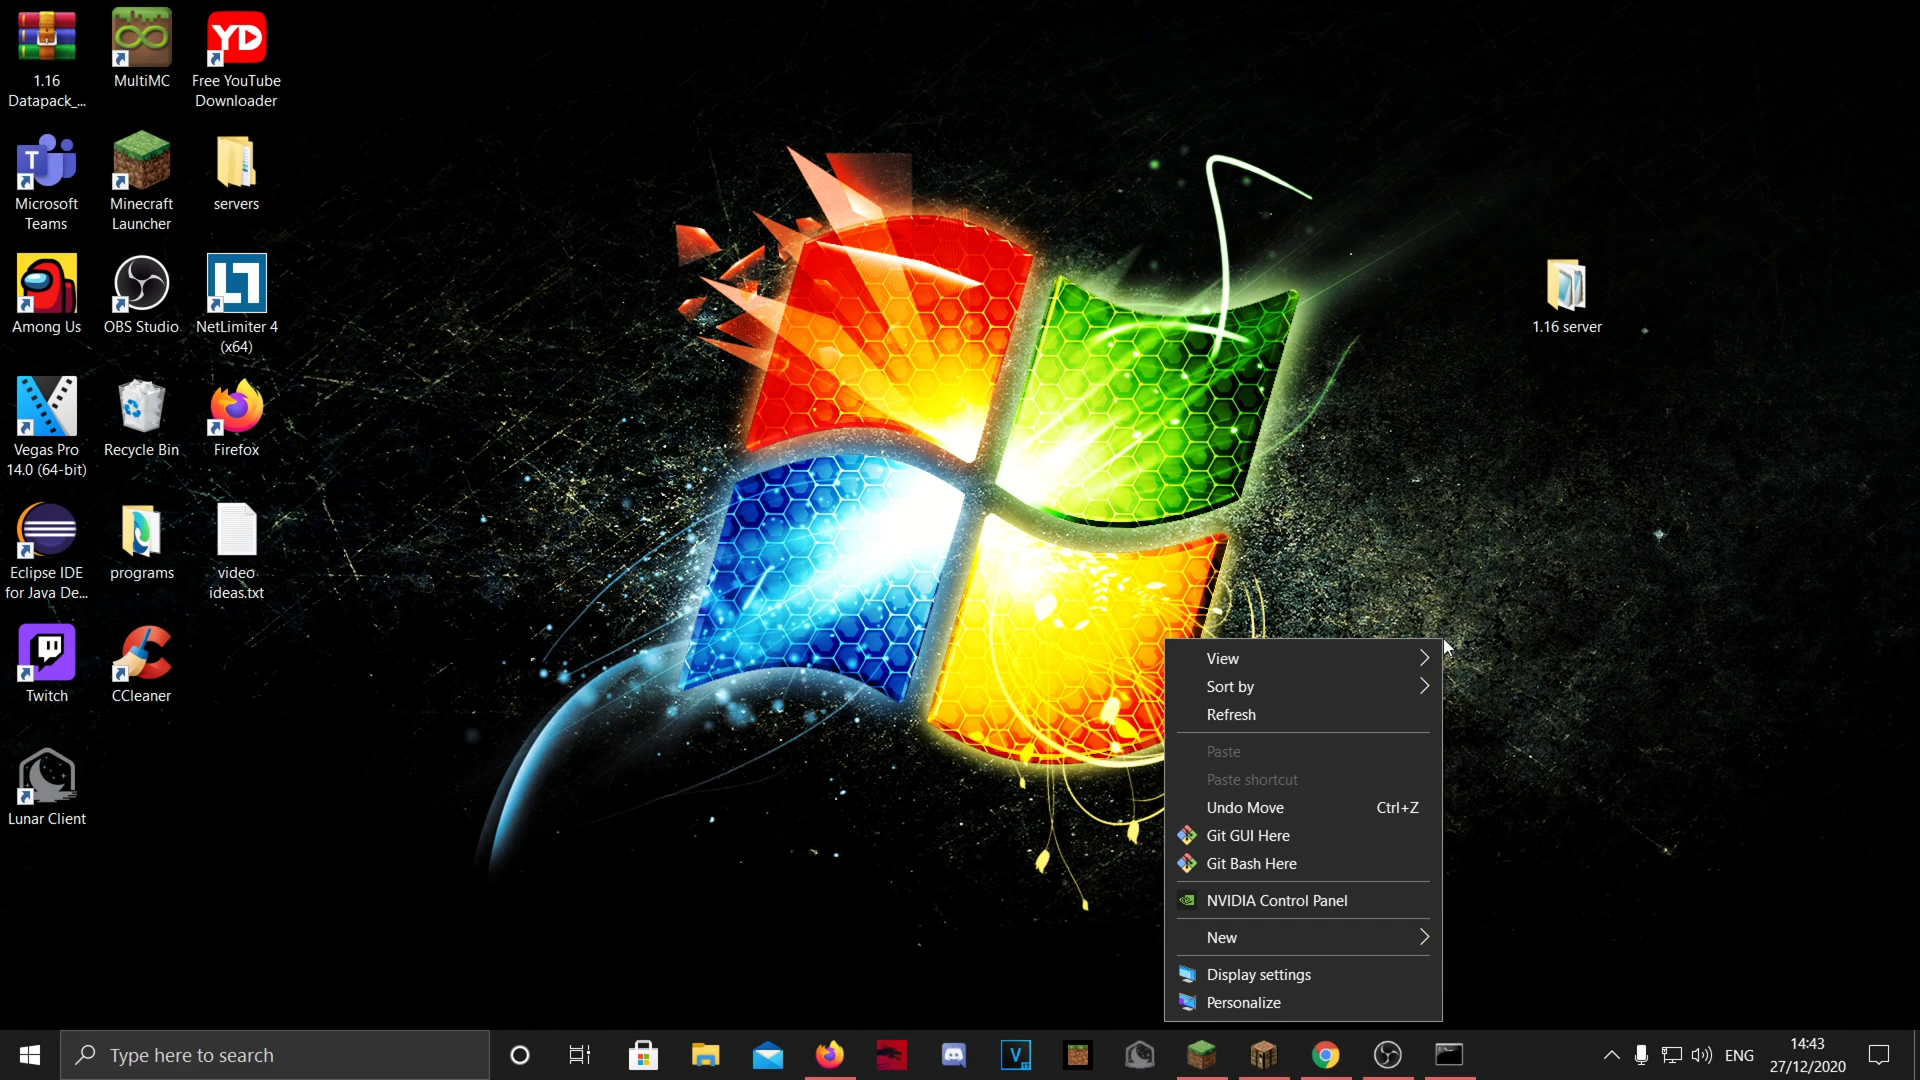 1.16
Datapack_...
MultiMC
YD
Free YouTube
Downloader
T
Microsoft
Teams
Minecraft
Launcher
servers
Among Us
OBS Studio
NetLimiter 4
(x64)
Vegas Pro
14.0 (64-bit)
Recycle Bin
Firefox
Eclipse IDE
for Java De...
programs
video
ideas.txt
Twitch
CCleaner
Lunar Client
1.16 server
View
Sort by
Refresh
Paste
Paste shortcut
Undo Move Ctrl+Z
Git GUI Here
Git Bash Here
NVIDIA Control Panel
New
Display settings
Personalize
Type here to search
V
ENG
14:43
27/12/2020